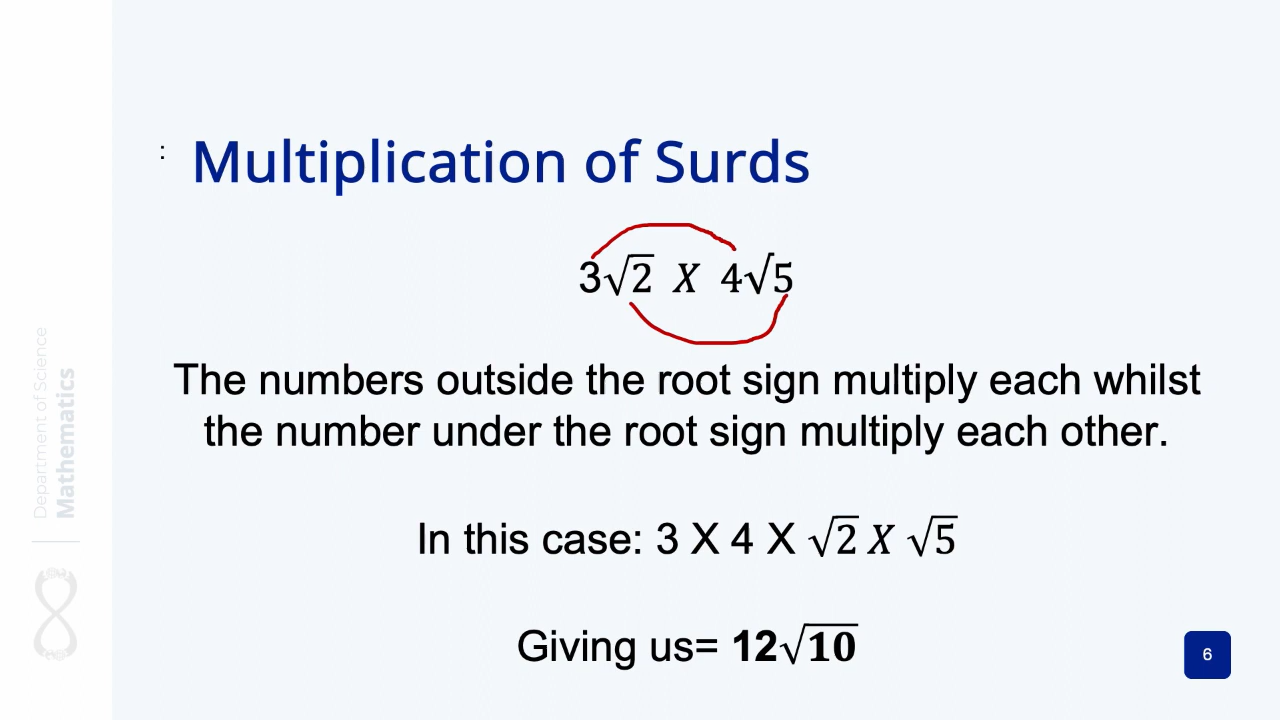 : Multiplication of Surds
3√2 X 4√5
The numbers outside the root sign multiply each whilst
the number under the root sign multiply each other.
In this case: 3 X 4 X √2 X √5
Giving us= 12√10
Department of Science
Mathematics
6